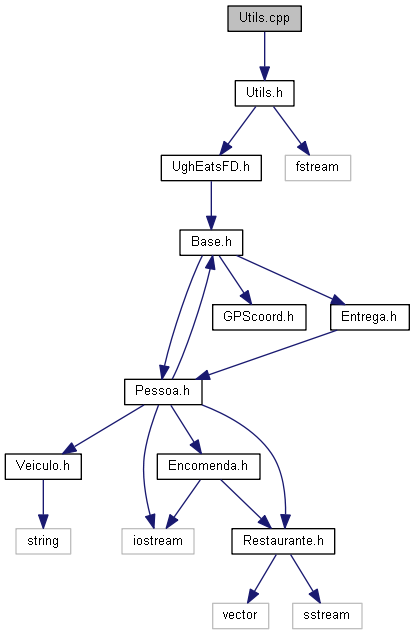 Utils.cpp
Utils.h
UghEatsFD.h
fstream
Base.h
GPScoord.h
Entrega.h
Pessoa.h
Veiculo.h
Encomenda.h
string
iostream
Restaurante.h
vector
sstream